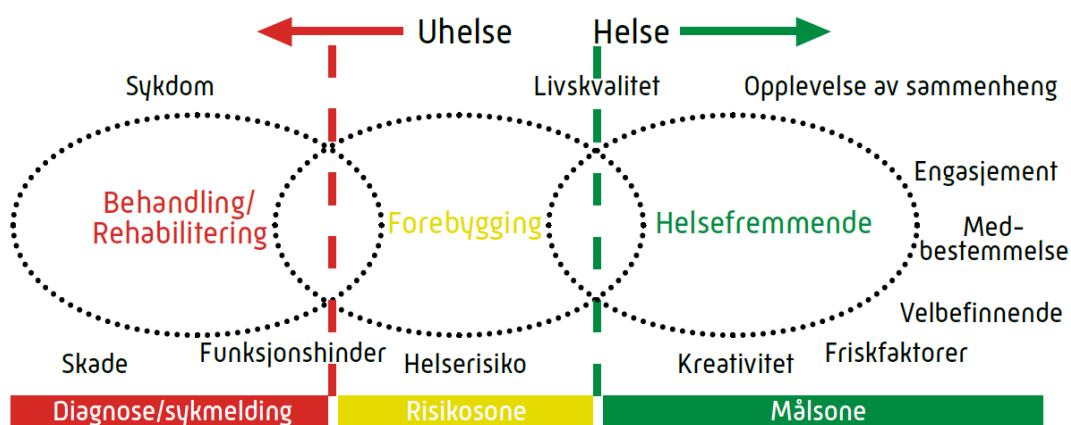 Uhelse Helse
Sykdom Livskvalitet Opplevelse av sammenheng
Engasjement
Behandling/
Rehabilitering Forebygging Helsefremmende
Med-
bestemmelse
Velbefinnende
Skade Funksjonshinder Helserisiko Kreativitet Friskfaktorer
Diagnose/sykmelding Risikosone Målsone